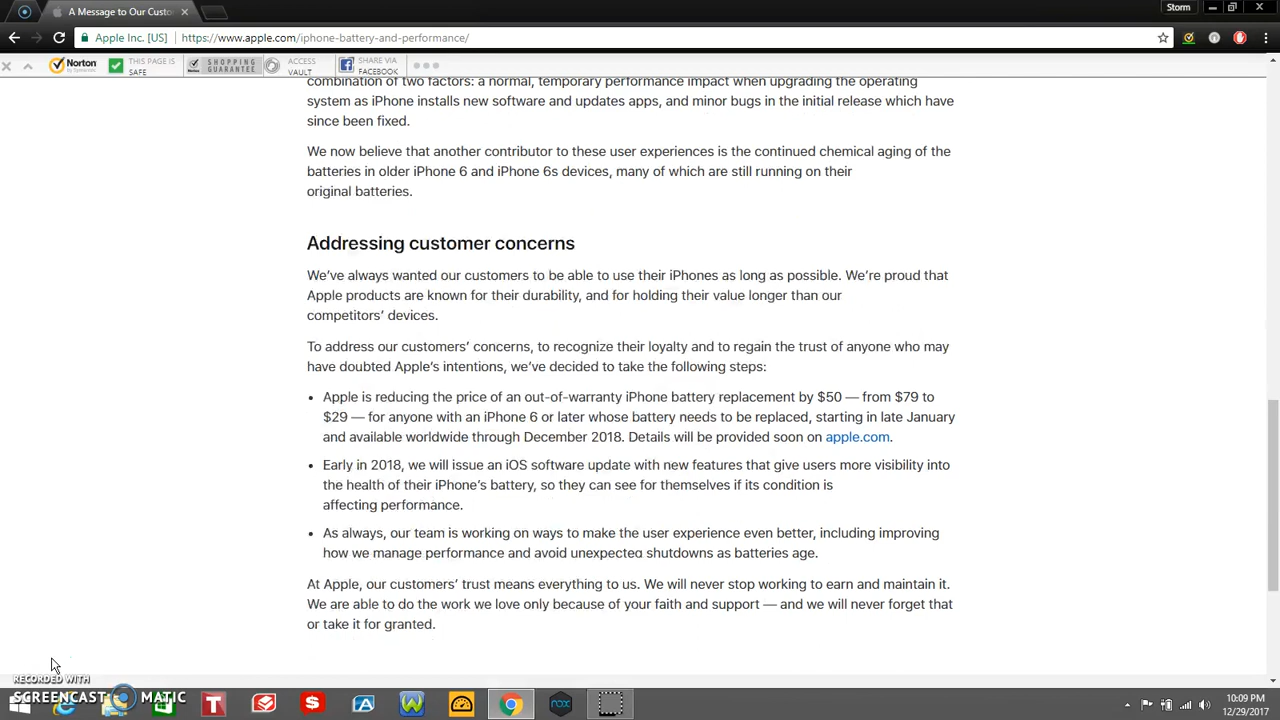 Storm
A Message to Our Custo
Apple Inc. [US] https://www.apple.com/iphone-battery-and-performance/
Norton by Symantec THIS PAGE IS SAFE SHOPPING GUARANTEE ACCESS VAULT SHARE VIA FACEBOOK
combination of two factors: a normal, temporary performance impact when upgrading the operating
system as iPhone installs new software and updates apps, and minor bugs in the initial release which have
since been fixed.
We now believe that another contributor to these user experiences is the continued chemical aging of the
batteries in older iPhone 6 and iPhone 6s devices, many of which are still running on their
original batteries.
Addressing customer concerns
We've always wanted our customers to be able to use their iPhones as long as possible. We're proud that
Apple products are known for their durability, and for holding their value longer than our
competitors' devices.
To address our customers' concerns, to recognize their loyalty and to regain the trust of anyone who may
have doubted Apple's intentions, we've decided to take the following steps:
• Apple is reducing the price of an out-of-warranty iPhone battery replacement by $50 — from $79 to
$29 — for anyone with an iPhone 6 or later whose battery needs to be replaced, starting in late January
and available worldwide through December 2018. Details will be provided soon on apple.com.
• Early in 2018, we will issue an iOS software update with new features that give users more visibility into
the health of their iPhone's battery, so they can see for themselves if its condition is
affecting performance.
• As always, our team is working on ways to make the user experience even better, including improving
how we manage performance and avoid unexpected shutdowns as batteries age.
At Apple, our customers' trust means everything to us. We will never stop working to earn and maintain it.
We are able to do the work we love only because of your faith and support — and we will never forget that
or take it for granted.
RECORDED WITH
SCREENCAST MATIC
nox
10:09 PM
12/29/2017